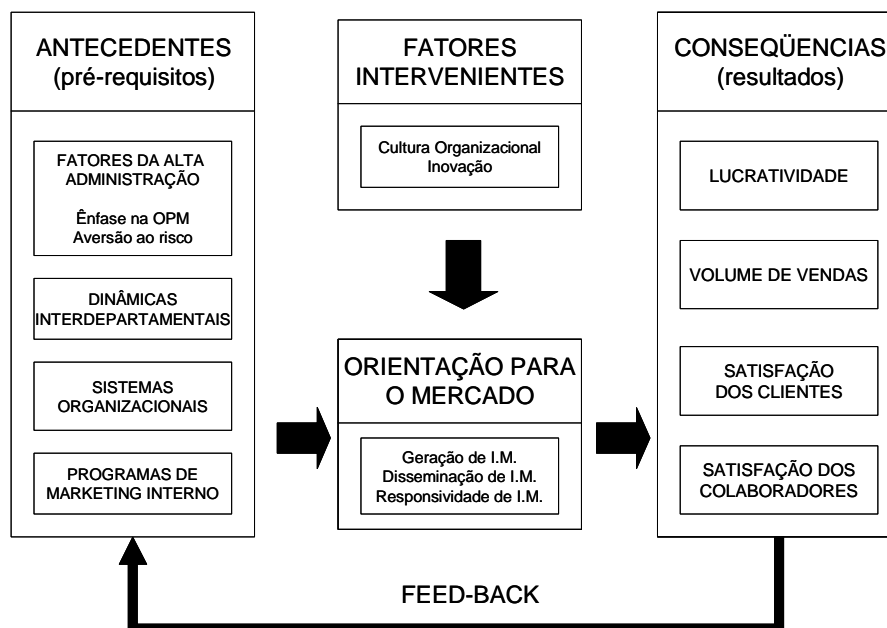 ANTECEDENTES
(pré-requisitos)
FATORES DA ALTA
ADMINISTRAÇÃO
Ênfase na OPM
Aversão ao risco
DINÂMICAS
INTERDEPARTAMENTAIS
SISTEMAS
ORGANIZACIONAIS
PROGRAMAS DE
MARKETING INTERNO
FATORES
INTERVENIENTES
Cultura Organizacional
Inovação
ORIENTAÇÃO PARA
O MERCADO
Geração de I.M.
Disseminação de I.M.
Responsividade de I.M.
CONSEQÜENCIAS
(resultados)
LUCRATIVIDADE
VOLUME DE VENDAS
SATISFAÇÃO
DOS CLIENTES
SATISFAÇÃO DOS
COLABORADORES
FEED-BACK